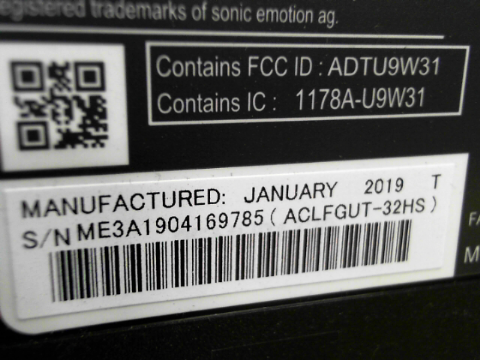 registered trademarks of sonic emotion ag.
Contains FCC ID : ADTU9W31
Contains IC : 1178A-U9W31
MANUFACTURED: JANUARY 2019 T
S/N ME3A1904169785 ( ACLFGUT-32HS )